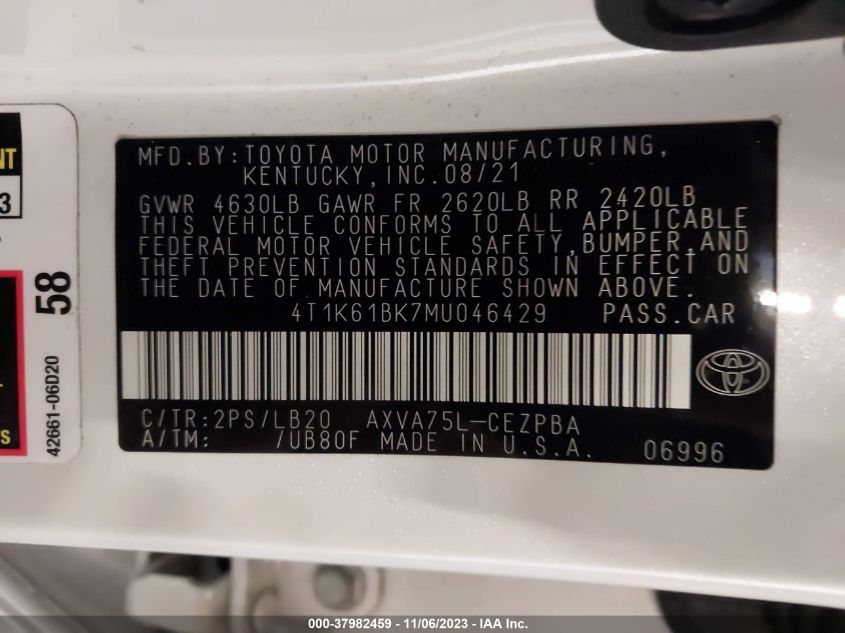 MFD.BY:TOYOTA MOTOR MANUFACTURING,
KENTUCKY,INC.08/21
GVWR 4630LB GAWR FR 2620LB RR 2420LB
THIS VEHICLE CONFORMS TO ALL APPLICABLE
FEDERAL MOTOR VEHICLE SAFETY,BUMPER,AND
THEFT PREVENTION STANDARDS IN EFFECT ON
THE DATE OF MANUFACTURE SHOWN ABOVE.
4T1K61BK7MU046429 PASS.CAR
C/TR:2PS/LB20 AXVA75L-CEZPBA
A/TM: /UB80F MADE IN U.S.A. 06996
NT
3
58
42661-06D20
S
000-37982459 - 11/06/2023 - IAA Inc.